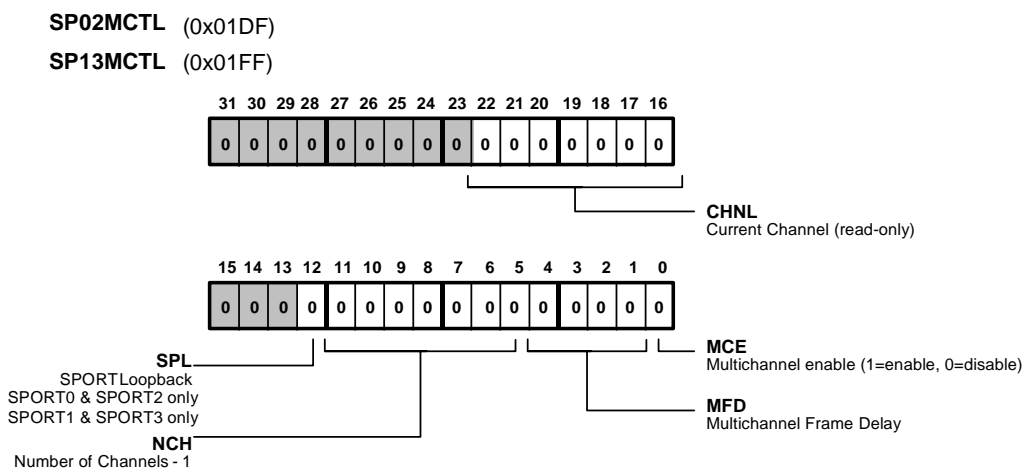 SP02MCTL (0x01DF)
SP13MCTL (0x01FF)
31 30 29 28 27 26 25 24 23 22 21 20 19 18 17 16
0 0 0 0 0 0 0 0 0 0 0 0 0 0 0 0
CHNL
Current Channel (read-only)
15 14 13 12 11 10 9 8 7 6 5 4 3 2 1 0
0 0 0 0 0 0 0 0 0 0 0 0 0 0 0 0
SPL
SPORT Loopback
SPORT0 & SPORT2 only
SPORT1 & SPORT3 only
NCH
Number of Channels - 1
MCE
Multichannel enable (1=enable, 0=disable)
MFD
Multichannel Frame Delay